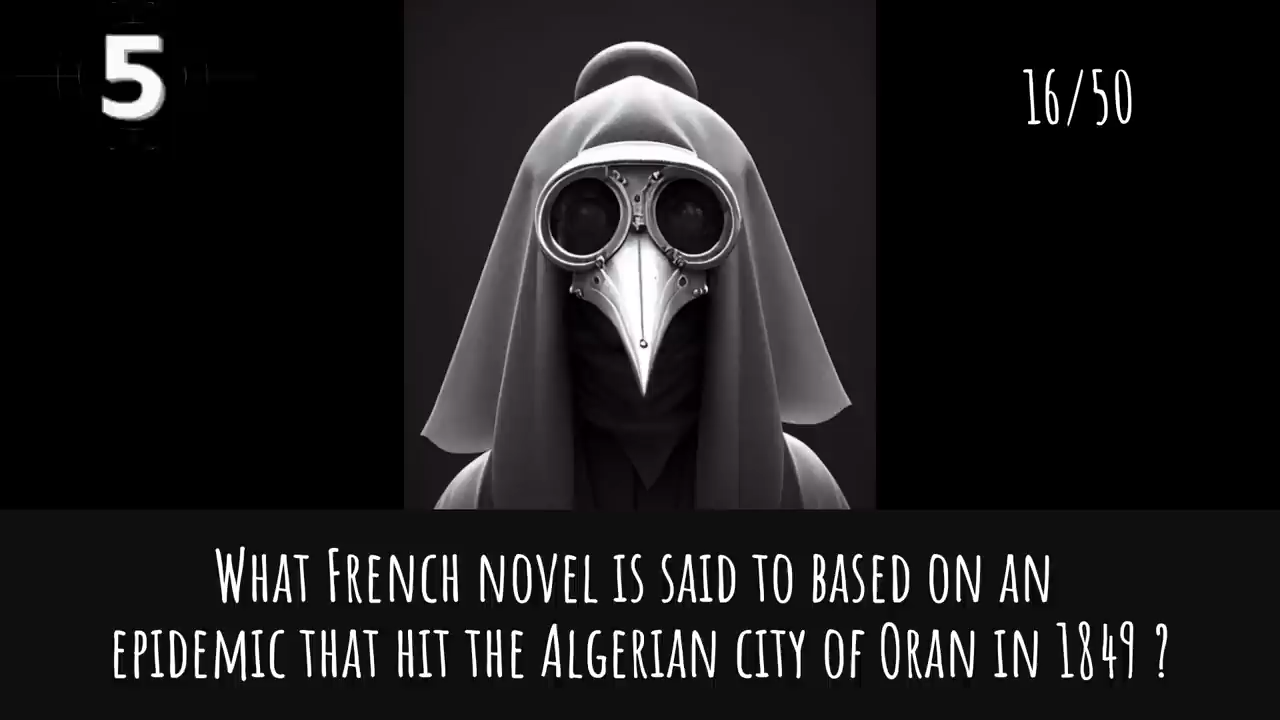 5
16/50
What French novel is said to based on an
epidemic that hit the Algerian city of Oran in 1849 ?